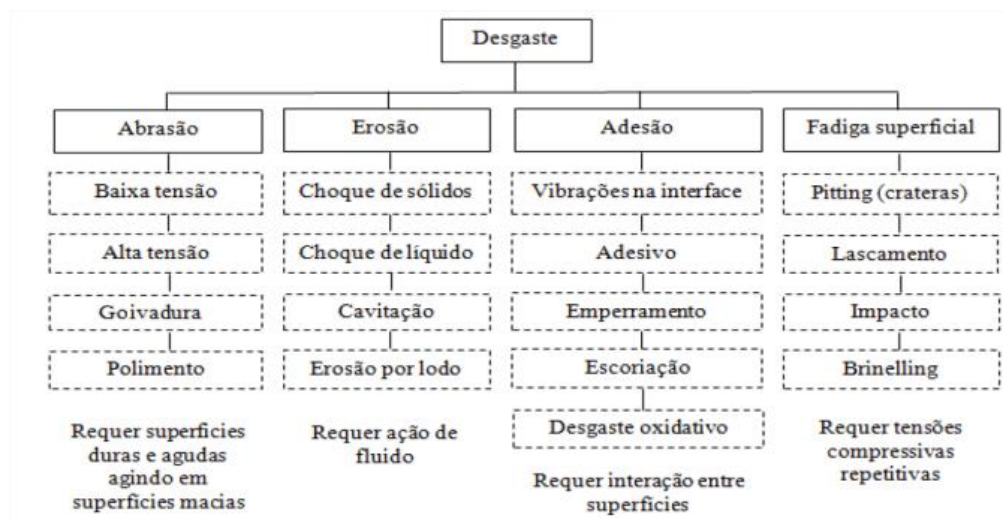 Desgaste
Abrasão
Baixa tensão
Alta tensão
Goivadura
Polimento
Requer superfícies
duras e agudas
agindo em
superfícies macias
Erosão
Choque de sólidos
Choque de líquido
Cavitação
Erosão por lodo
Requer ação de
fluido
Adesão
Vibrações na interface
Adesivo
Emperramento
Escoriação
Desgaste oxidativo
Requer interação entre
superfícies
Fadiga superficial
Pitting (crateras)
Lascamento
Impacto
Brinelling
Requer tensões
compressivas
repetitivas